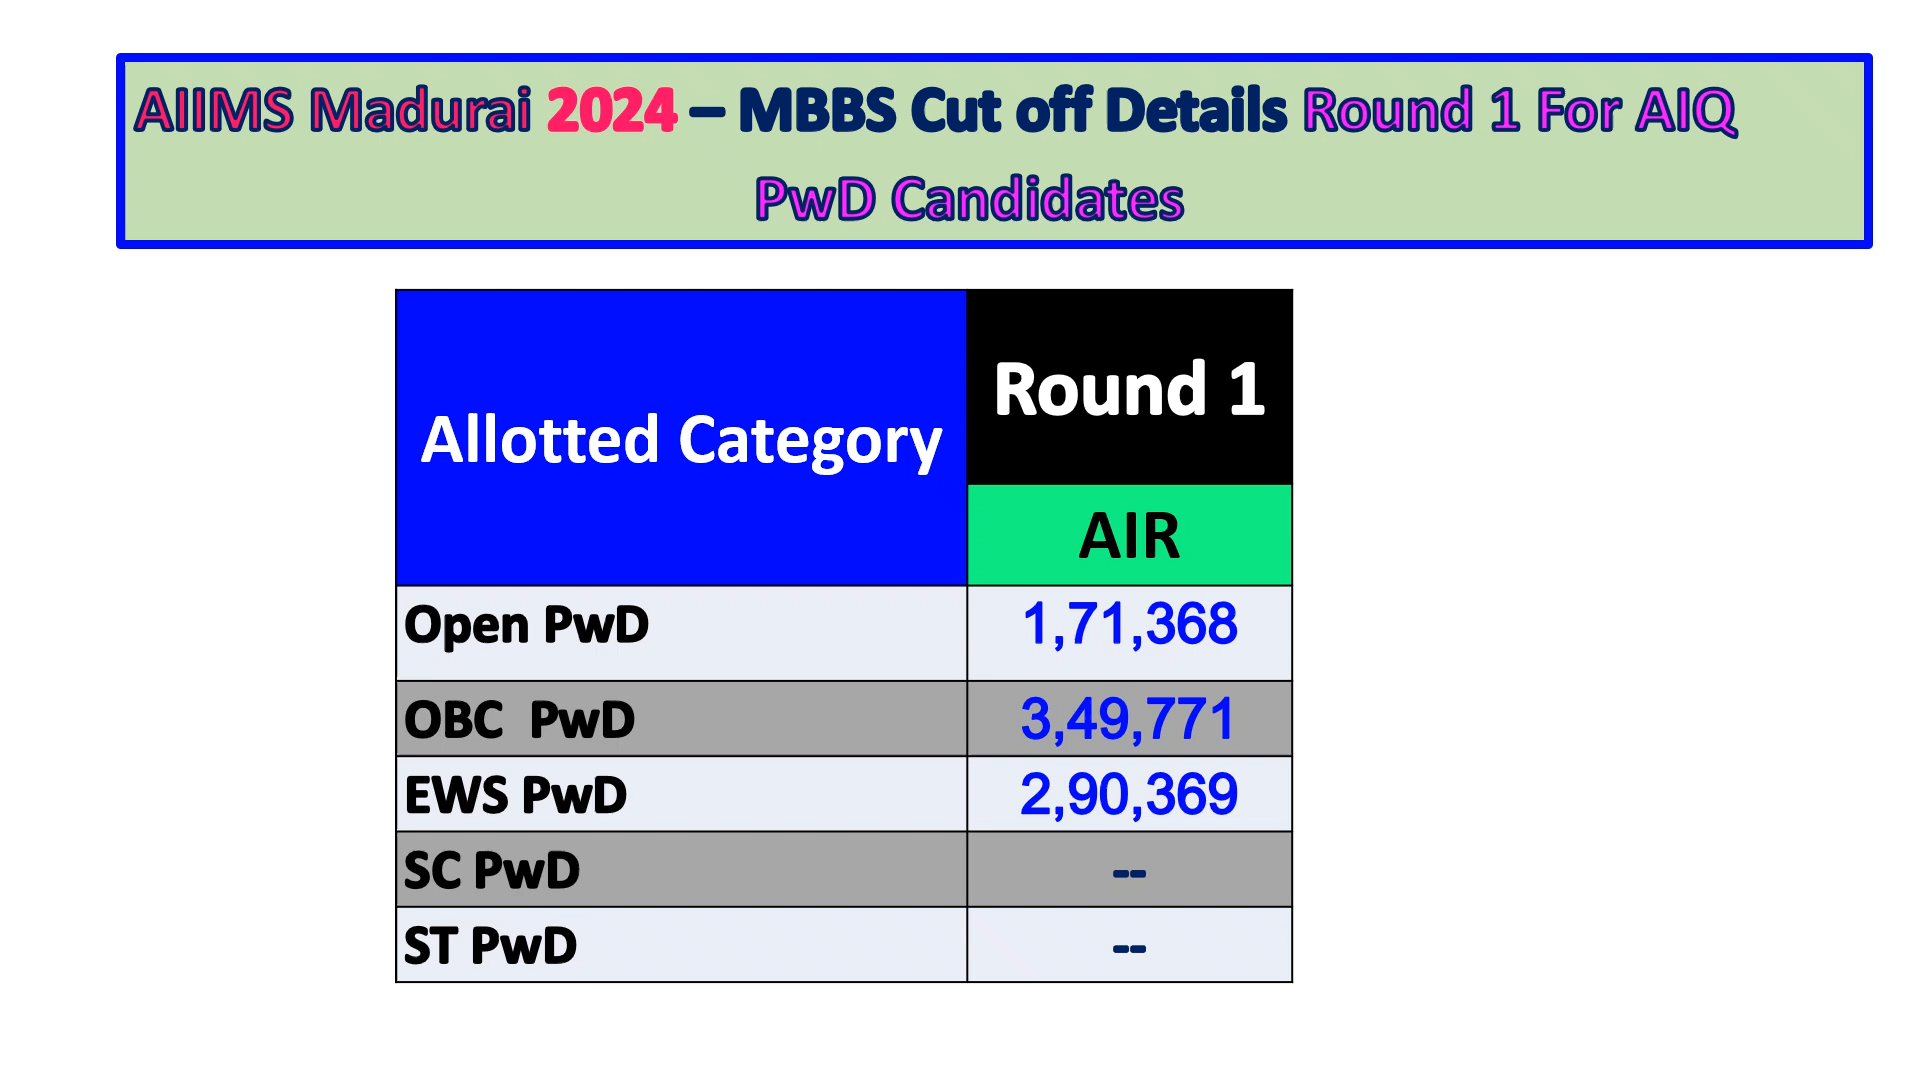 AIIMS Madurai 2024 – MBBS Cut off Details Round 1 For AIQ
PwD Candidates
Allotted Category
Round 1
AIR
Open PwD 1,71,368
OBC PwD 3,49,771
EWS PwD 2,90,369
SC PwD --
ST PwD --